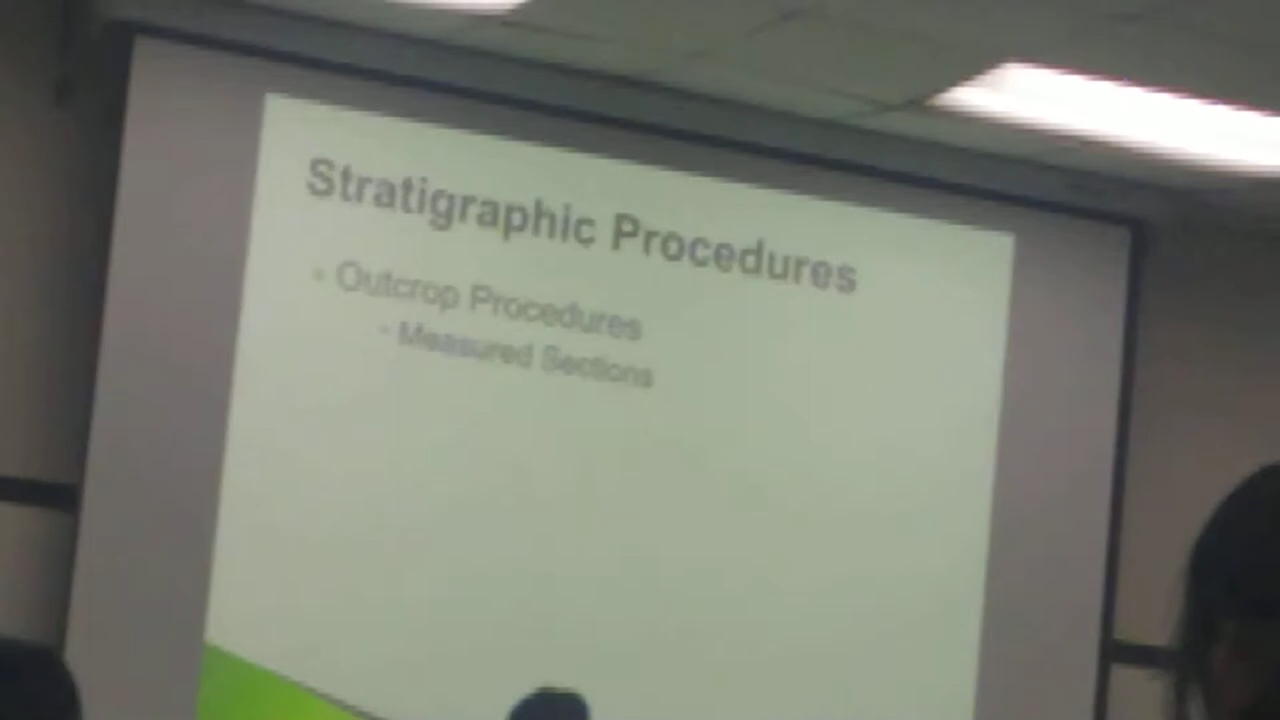 Stratigraphic Procedures
Outcrop Procedures
Measured Sections